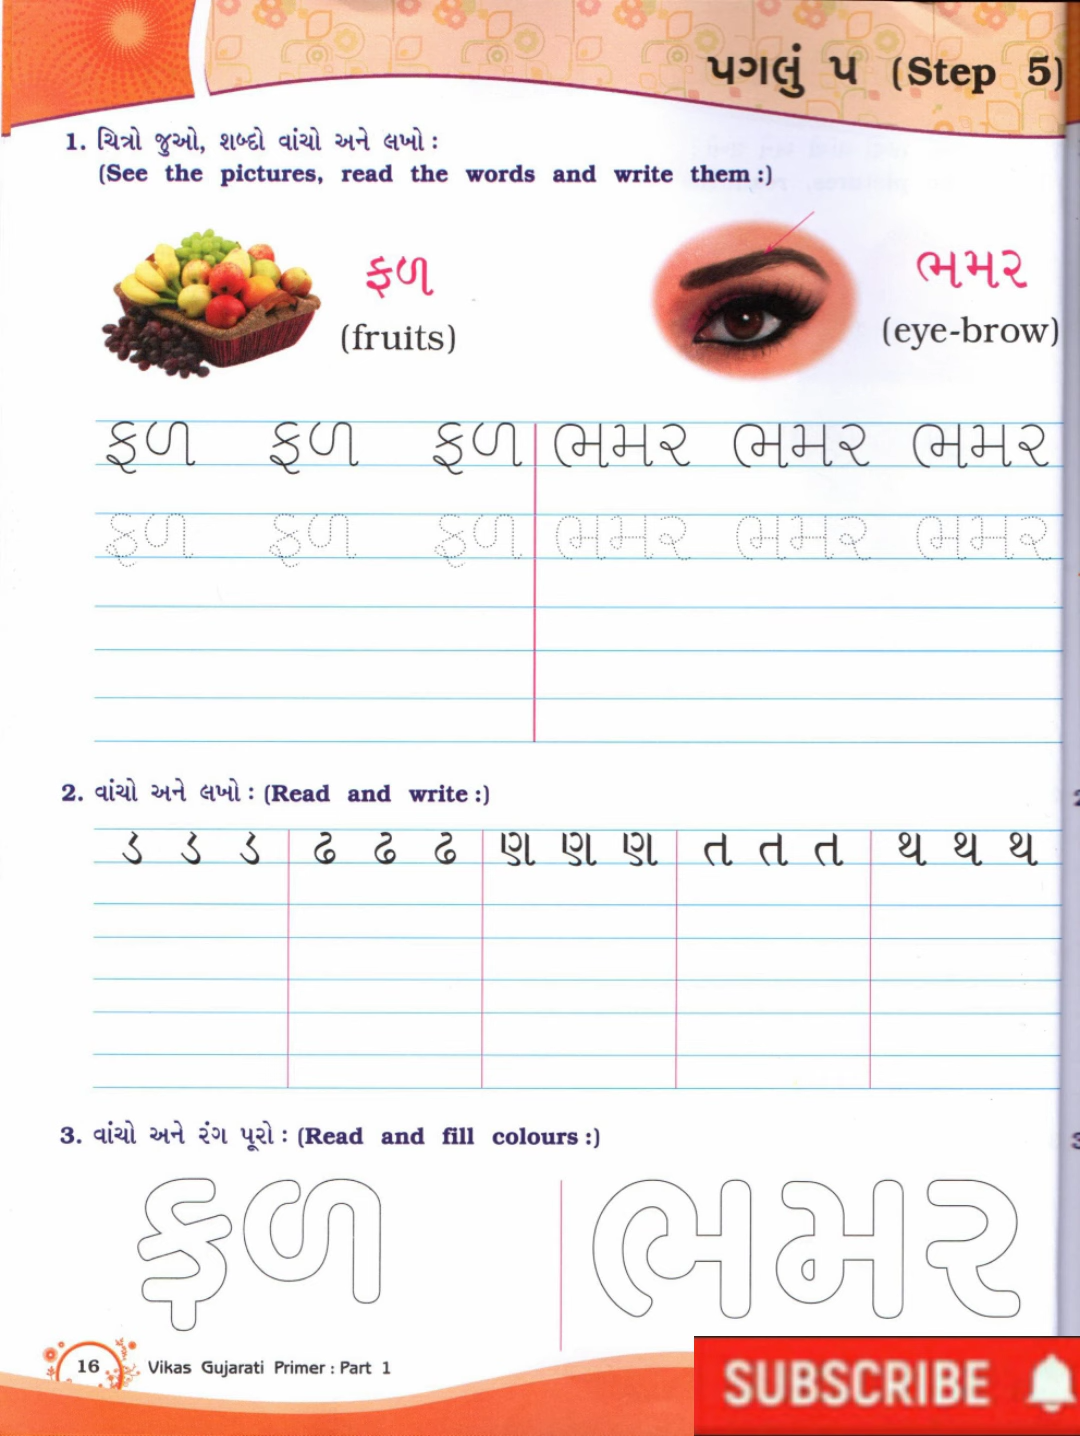 પગલું ૫ (Step 5)
1. ચિત્રો જુઓ, શબ્દો વાંચો અને લખો :
(See the pictures, read the words and write them :)
ફળ
(fruits)
ભમર
(eye-brow)
ફળ ફળ ફળ ભમર ભમર ભમર
ફળ ફળ ફળ ભમર ભમર ભમર
2. વાંચો અને લખો : (Read and write :)
ડ ડ ડ ઢ ઢ ઢ ણ ણ ણ ત ત ત થ થ થ
3. વાંચો અને રંગ પૂરો : (Read and fill colours :)
ફળ ભમર
16 Vikas Gujarati Primer : Part 1
SUBSCRIBE